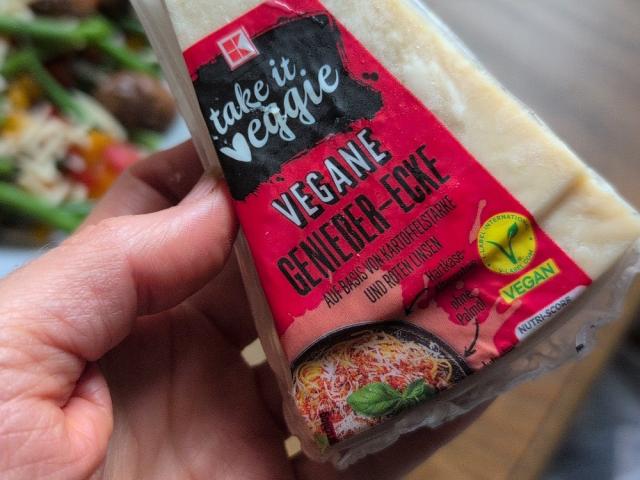 take it
veggie
VEGANE
GENIEßER-ECKE
AUF BASIS VON KARTOFFELSTÄRKE
UND ROTEN LINSEN
Hartkäse
ohne
Palmöl
VEGAN
NUTRI-SCORE